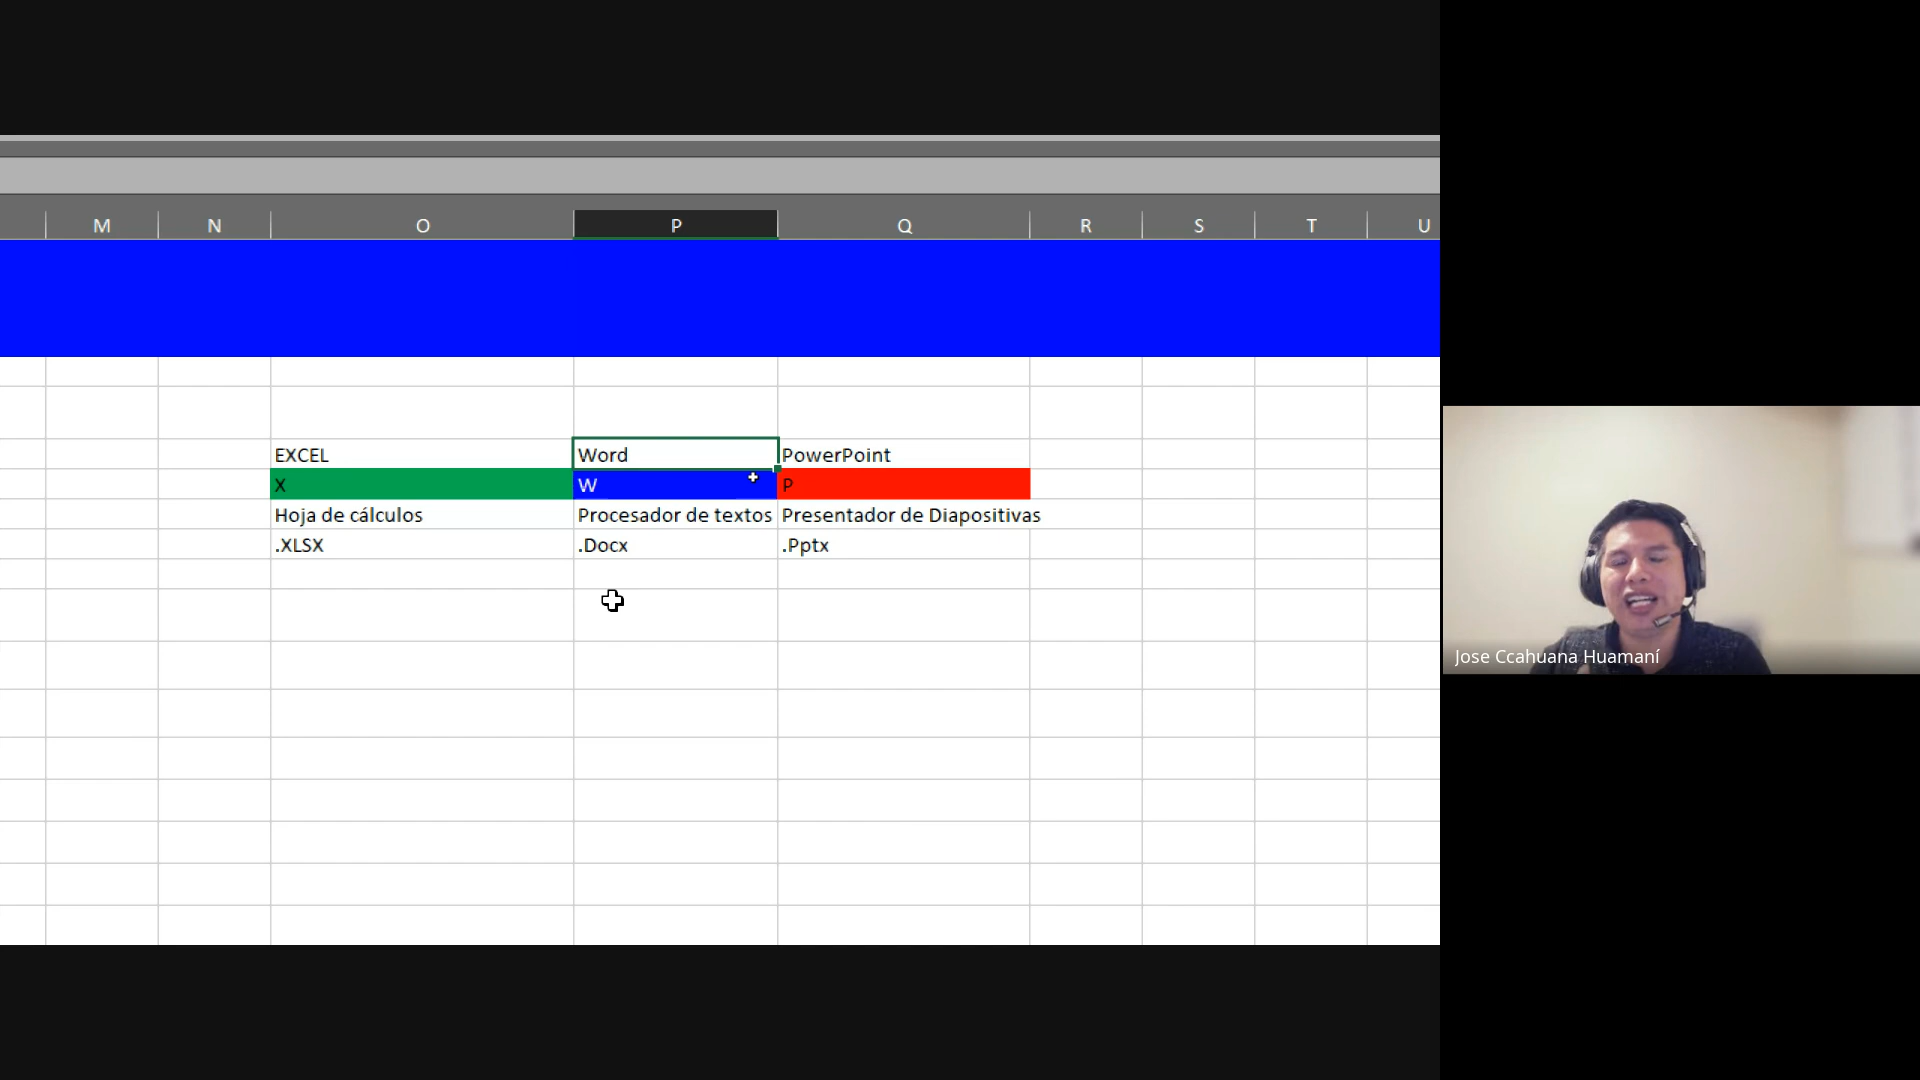 M N O P Q R S T U
EXCEL Word PowerPoint
X W P
Hoja de cálculos Procesador de textos Presentador de Diapositivas
.XLSX .Docx .Pptx
Jose Ccahuana Huamaní